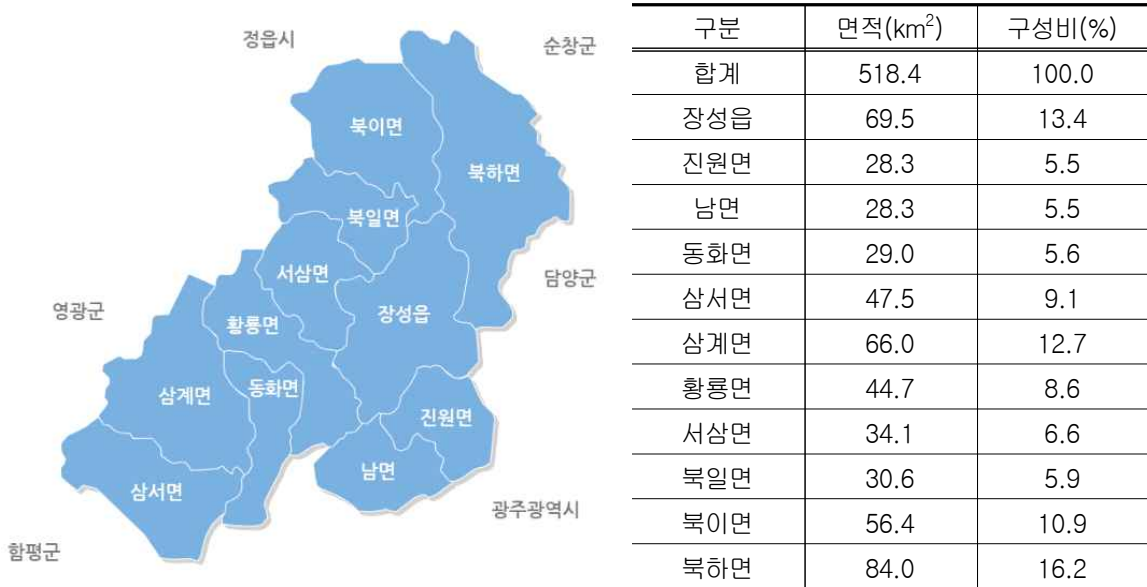 정읍시
순창군
북이면
북하면
북일면
서삼면
담양군
영광군
황룡면
장성읍
삼계면
동화면
진원면
남면
삼서면
광주광역시
함평군
구분 면적(km²) 구성비(%)
합계 518.4 100.0
장성읍 69.5 13.4
진원면 28.3 5.5
남면 28.3 5.5
동화면 29.0 5.6
삼서면 47.5 9.1
삼계면 66.0 12.7
황룡면 44.7 8.6
서삼면 34.1 6.6
북일면 30.6 5.9
북이면 56.4 10.9
북하면 84.0 16.2